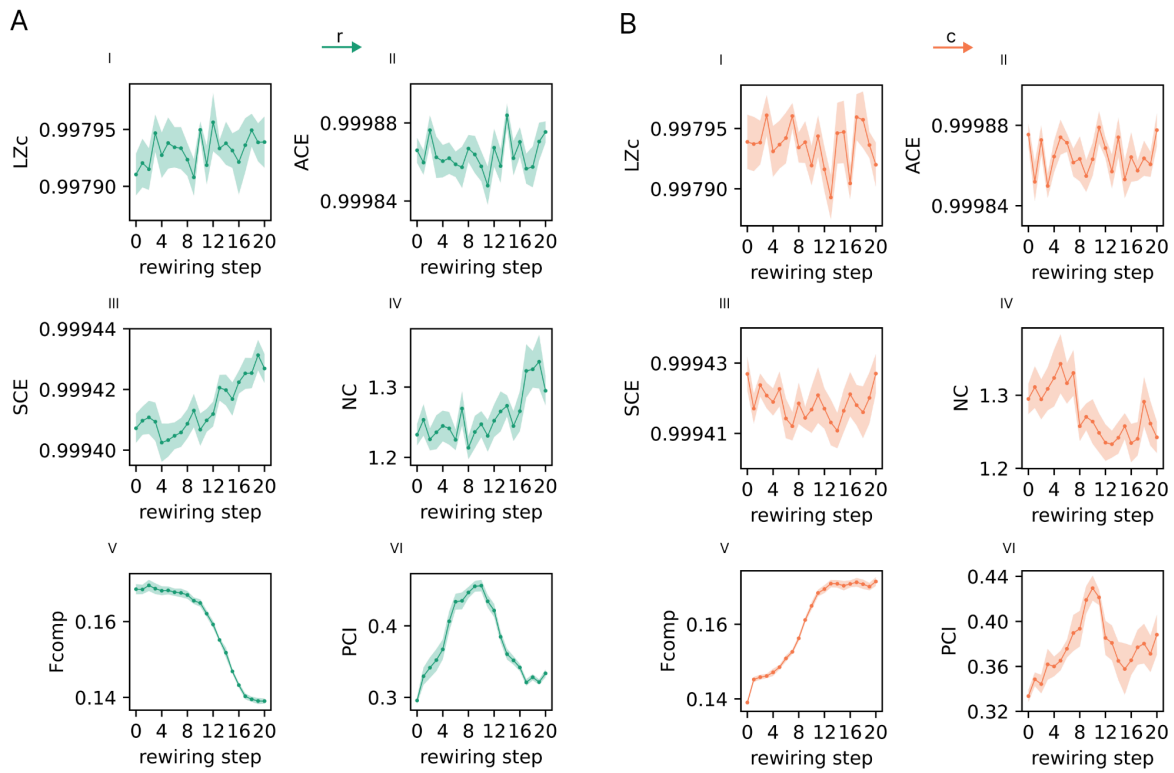 A
r
I
LZc
0.99795
0.99790
0 4 8 12 16 20
rewiring step
II
ACE
0.99988
0.99984
0 4 8 12 16 20
rewiring step
III
SCE
0.99944
0.99942
0.99940
0 4 8 12 16 20
rewiring step
IV
NC
1.3
1.2
0 4 8 12 16 20
rewiring step
V
Fcomp
0.16
0.14
0 4 8 12 16 20
rewiring step
VI
PCI
0.4
0.3
0 4 8 12 16 20
rewiring step
B
c
I
LZc
0.99795
0.99790
0 4 8 12 16 20
rewiring step
II
ACE
0.99988
0.99984
0 4 8 12 16 20
rewiring step
III
SCE
0.99943
0.99941
0 4 8 12 16 20
rewiring step
IV
NC
1.3
1.2
0 4 8 12 16 20
rewiring step
V
Fcomp
0.16
0.14
0 4 8 12 16 20
rewiring step
VI
PCI
0.44
0.40
0.36
0.32
0 4 8 12 16 20
rewiring step